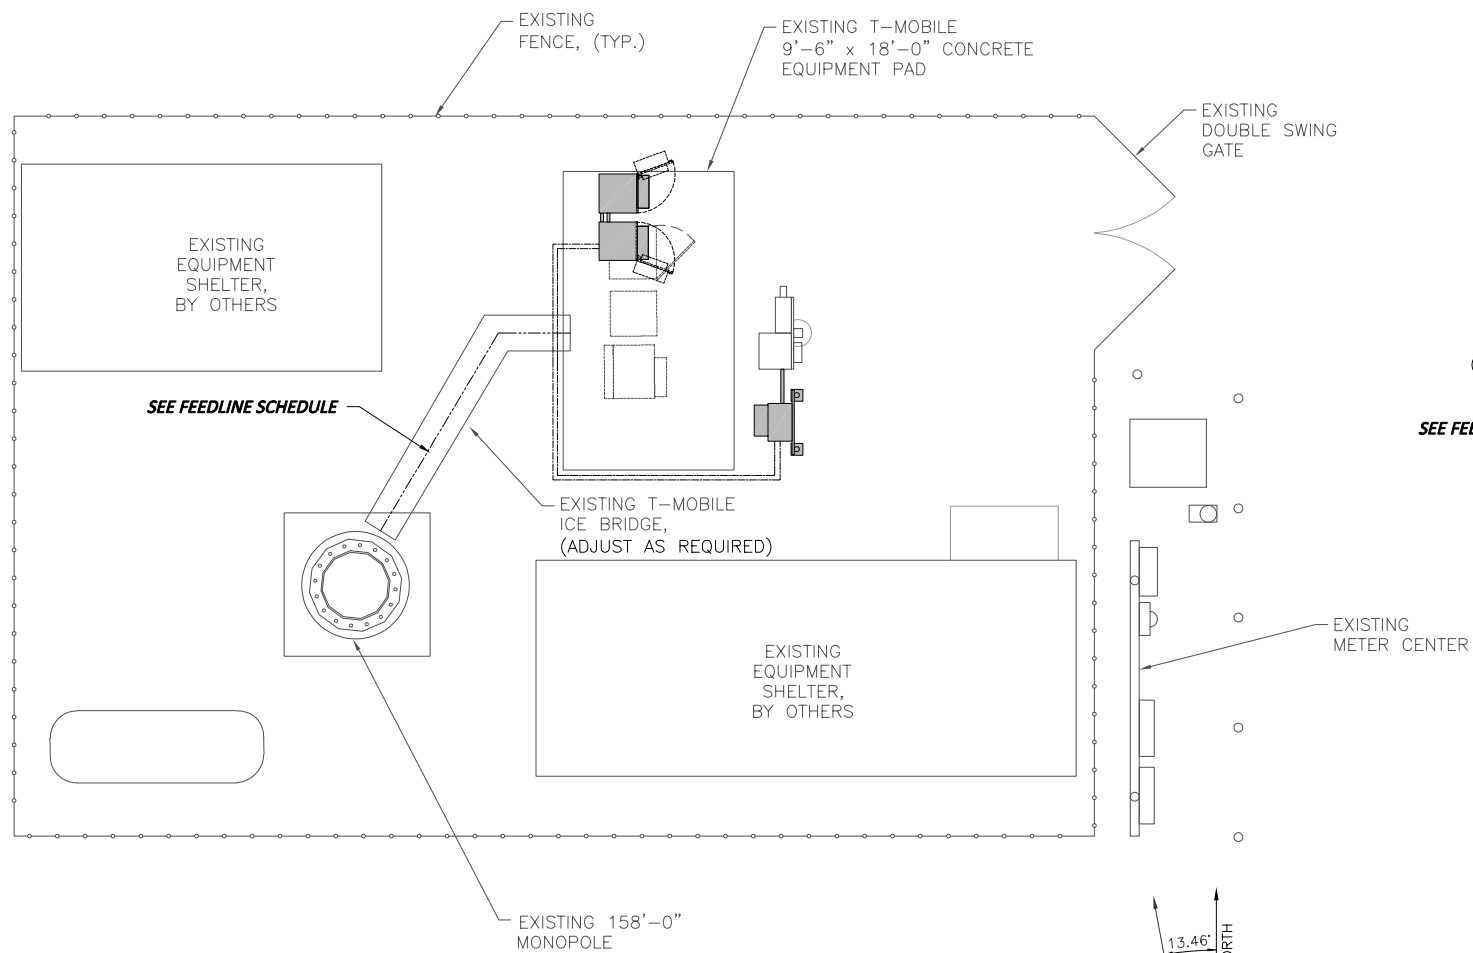 EXISTING
FENCE, (TYP.)
EXISTING T-MOBILE
9'-6" x 18'-0" CONCRETE
EQUIPMENT PAD
EXISTING
DOUBLE SWING
GATE
EXISTING
EQUIPMENT
SHELTER,
BY OTHERS
SEE FEEDLINE SCHEDULE
SEE
EXISTING T-MOBILE
ICE BRIDGE,
(ADJUST AS REQUIRED)
EXISTING
METER CENTER
EXISTING
EQUIPMENT
SHELTER,
BY OTHERS
EXISTING 158'-0"
MONOPOLE
13.46°